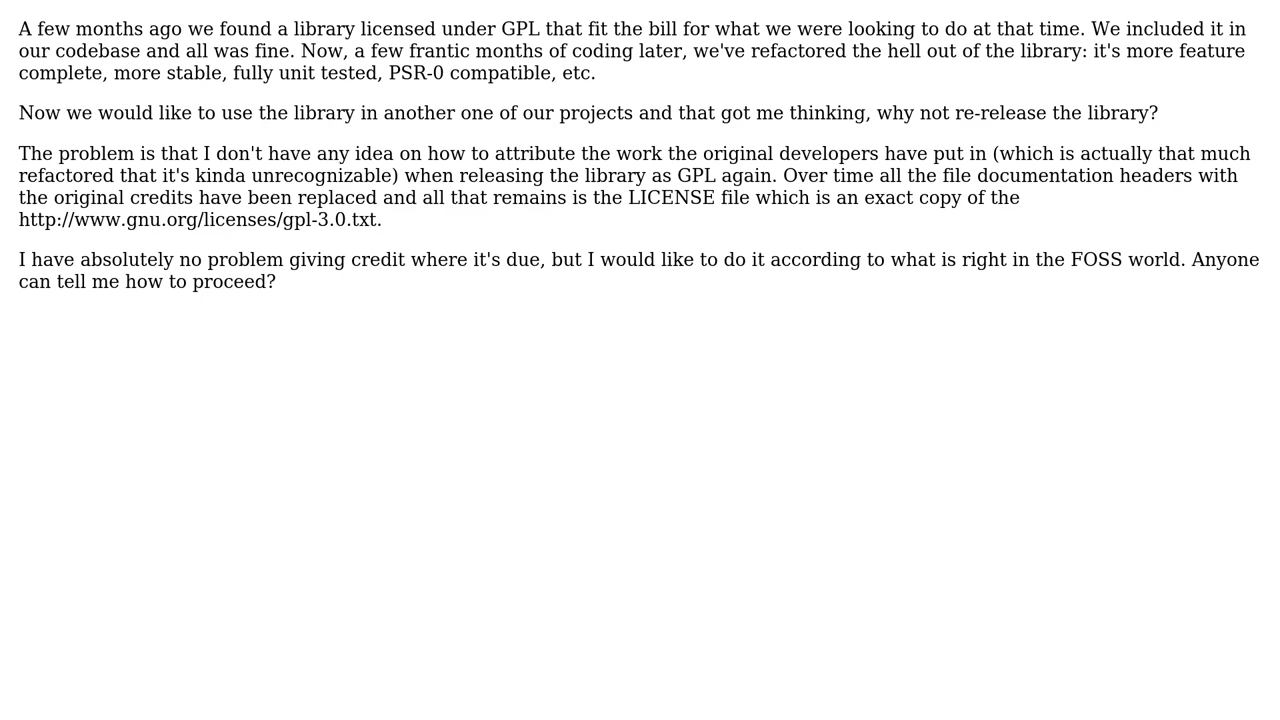 A few months ago we found a library licensed under GPL that fit the bill for what we were looking to do at that time. We included it in
our codebase and all was fine. Now, a few frantic months of coding later, we've refactored the hell out of the library: it's more feature
complete, more stable, fully unit tested, PSR-0 compatible, etc.
Now we would like to use the library in another one of our projects and that got me thinking, why not re-release the library?
The problem is that I don't have any idea on how to attribute the work the original developers have put in (which is actually that much
refactored that it's kinda unrecognizable) when releasing the library as GPL again. Over time all the file documentation headers with
the original credits have been replaced and all that remains is the LICENSE file which is an exact copy of the
http://www.gnu.org/licenses/gpl-3.0.txt.
I have absolutely no problem giving credit where it's due, but I would like to do it according to what is right in the FOSS world. Anyone
can tell me how to proceed?